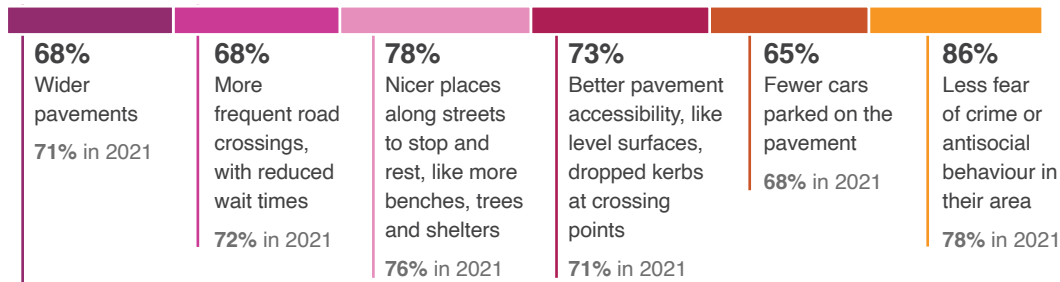 68%
Wider
pavements
71% in 2021
68%
More
frequent road
crossings,
with reduced
wait times
72% in 2021
78%
Nicer places
along streets
to stop and
rest, like more
benches, trees
and shelters
76% in 2021
73%
Better pavement
accessibility, like
level surfaces,
dropped kerbs
at crossing
points
71% in 2021
65%
Fewer cars
parked on the
pavement
68% in 2021
86%
Less fear
of crime or
antisocial
behaviour in
their area
78% in 2021